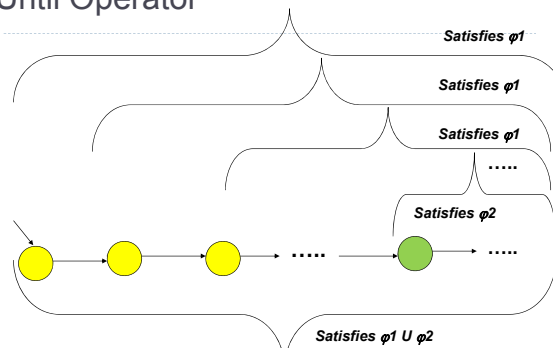 Until Operator
Satisfies φ1
Satisfies φ1
Satisfies φ1
.....
Satisfies φ2
.....
.....
Satisfies φ1 U φ2